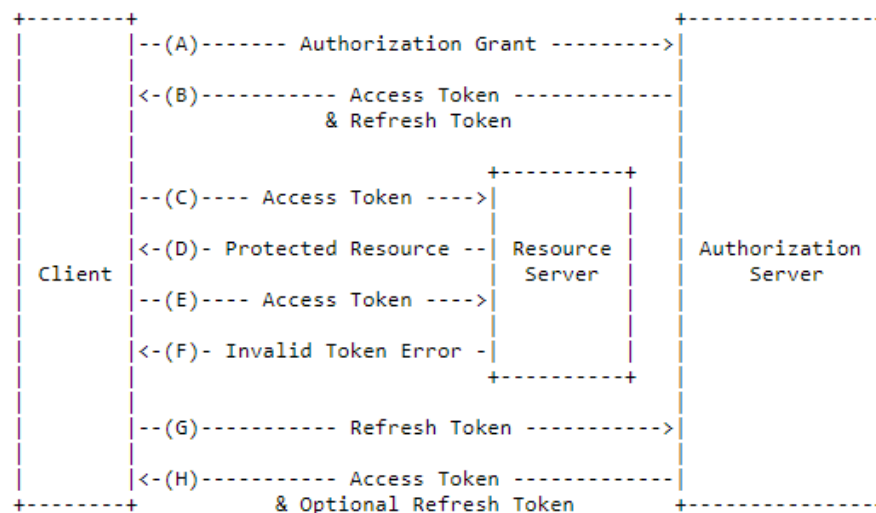 +--------+                                           +---------------
|        |--(A)------- Authorization Grant --------->|
|        |                                           |
|        |<-(B)----------- Access Token -------------|
|        |               & Refresh Token             |
|        |                                           |
|        |                            +----------+   |
|        |--(C)---- Access Token ---->|          |   |
|        |                            |          |   |
|        |<-(D)- Protected Resource --| Resource |   | Authorization
| Client |                            |  Server  |   |     Server
|        |--(E)---- Access Token ---->|          |   |
|        |                            |          |   |
|        |<-(F)- Invalid Token Error -|          |   |
|        |                            +----------+   |
|        |                                           |
|        |--(G)----------- Refresh Token ----------->|
|        |                                           |
|        |<-(H)----------- Access Token -------------|
+--------+           & Optional Refresh Token        +---------------